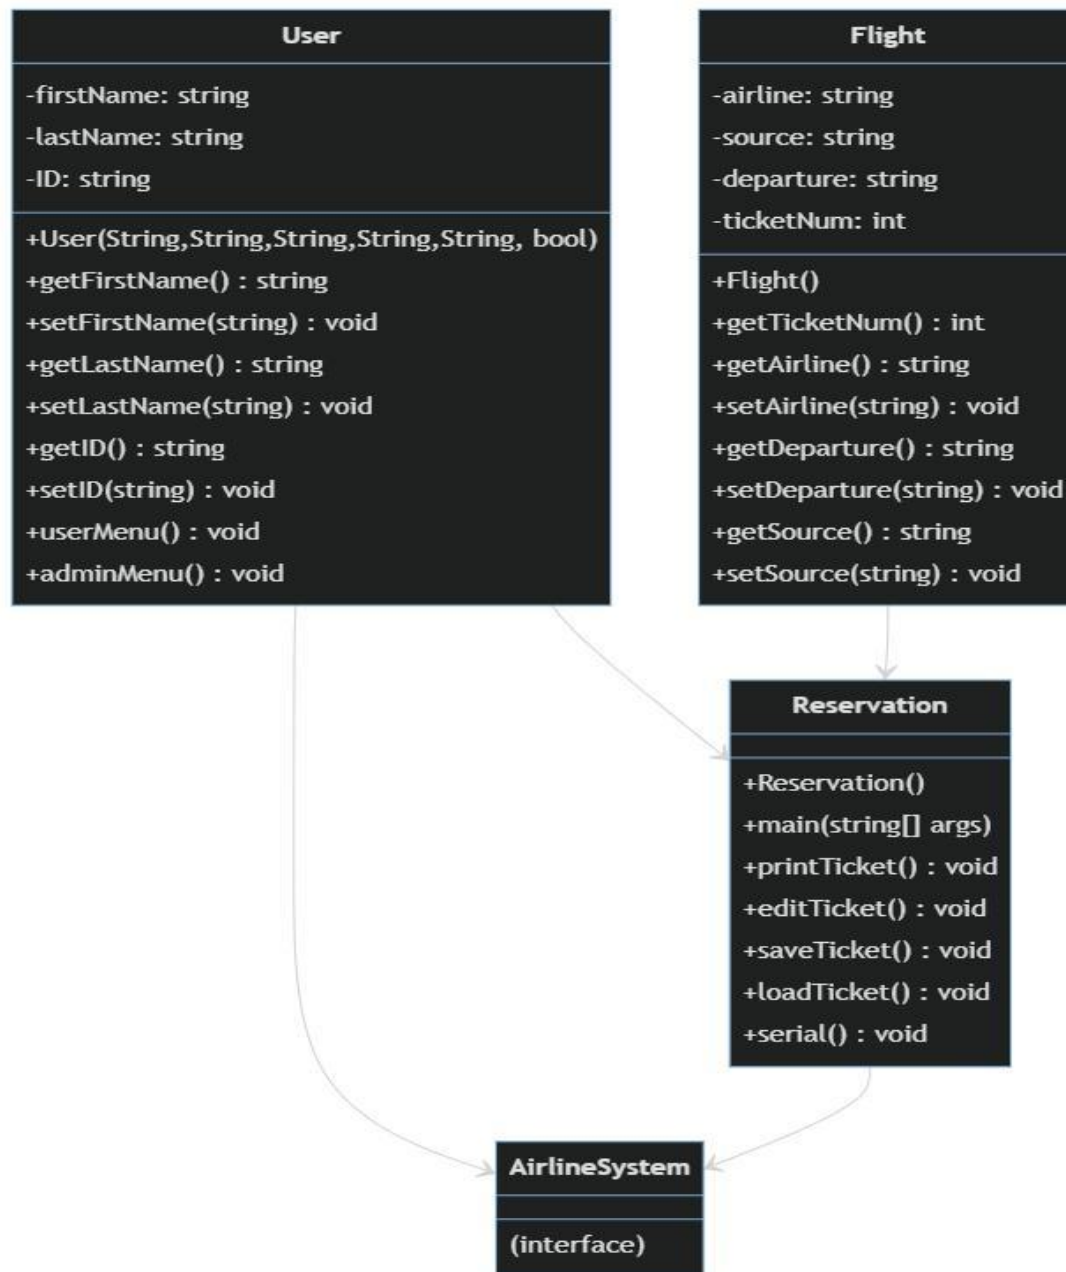 User
-firstName: string
-lastName: string
-ID: string
+User(String,String,String,String,String, bool)
+getFirstName() : string
+setFirstName(string) : void
+getLastName() : string
+setLastName(string) : void
+getID() : string
+setID(string) : void
+userMenu() : void
+adminMenu() : void
Flight
-airline: string
-source: string
-departure: string
-ticketNum: int
+Flight()
+getTicketNum() : int
+getAirline() : string
+setAirline(string) : void
+getDeparture() : string
+setDeparture(string) : void
+getSource() : string
+setSource(string) : void
Reservation
+Reservation()
+main(string[] args)
+printTicket() : void
+editTicket() : void
+saveTicket() : void
+loadTicket() : void
+serial() : void
AirlineSystem
(interface)